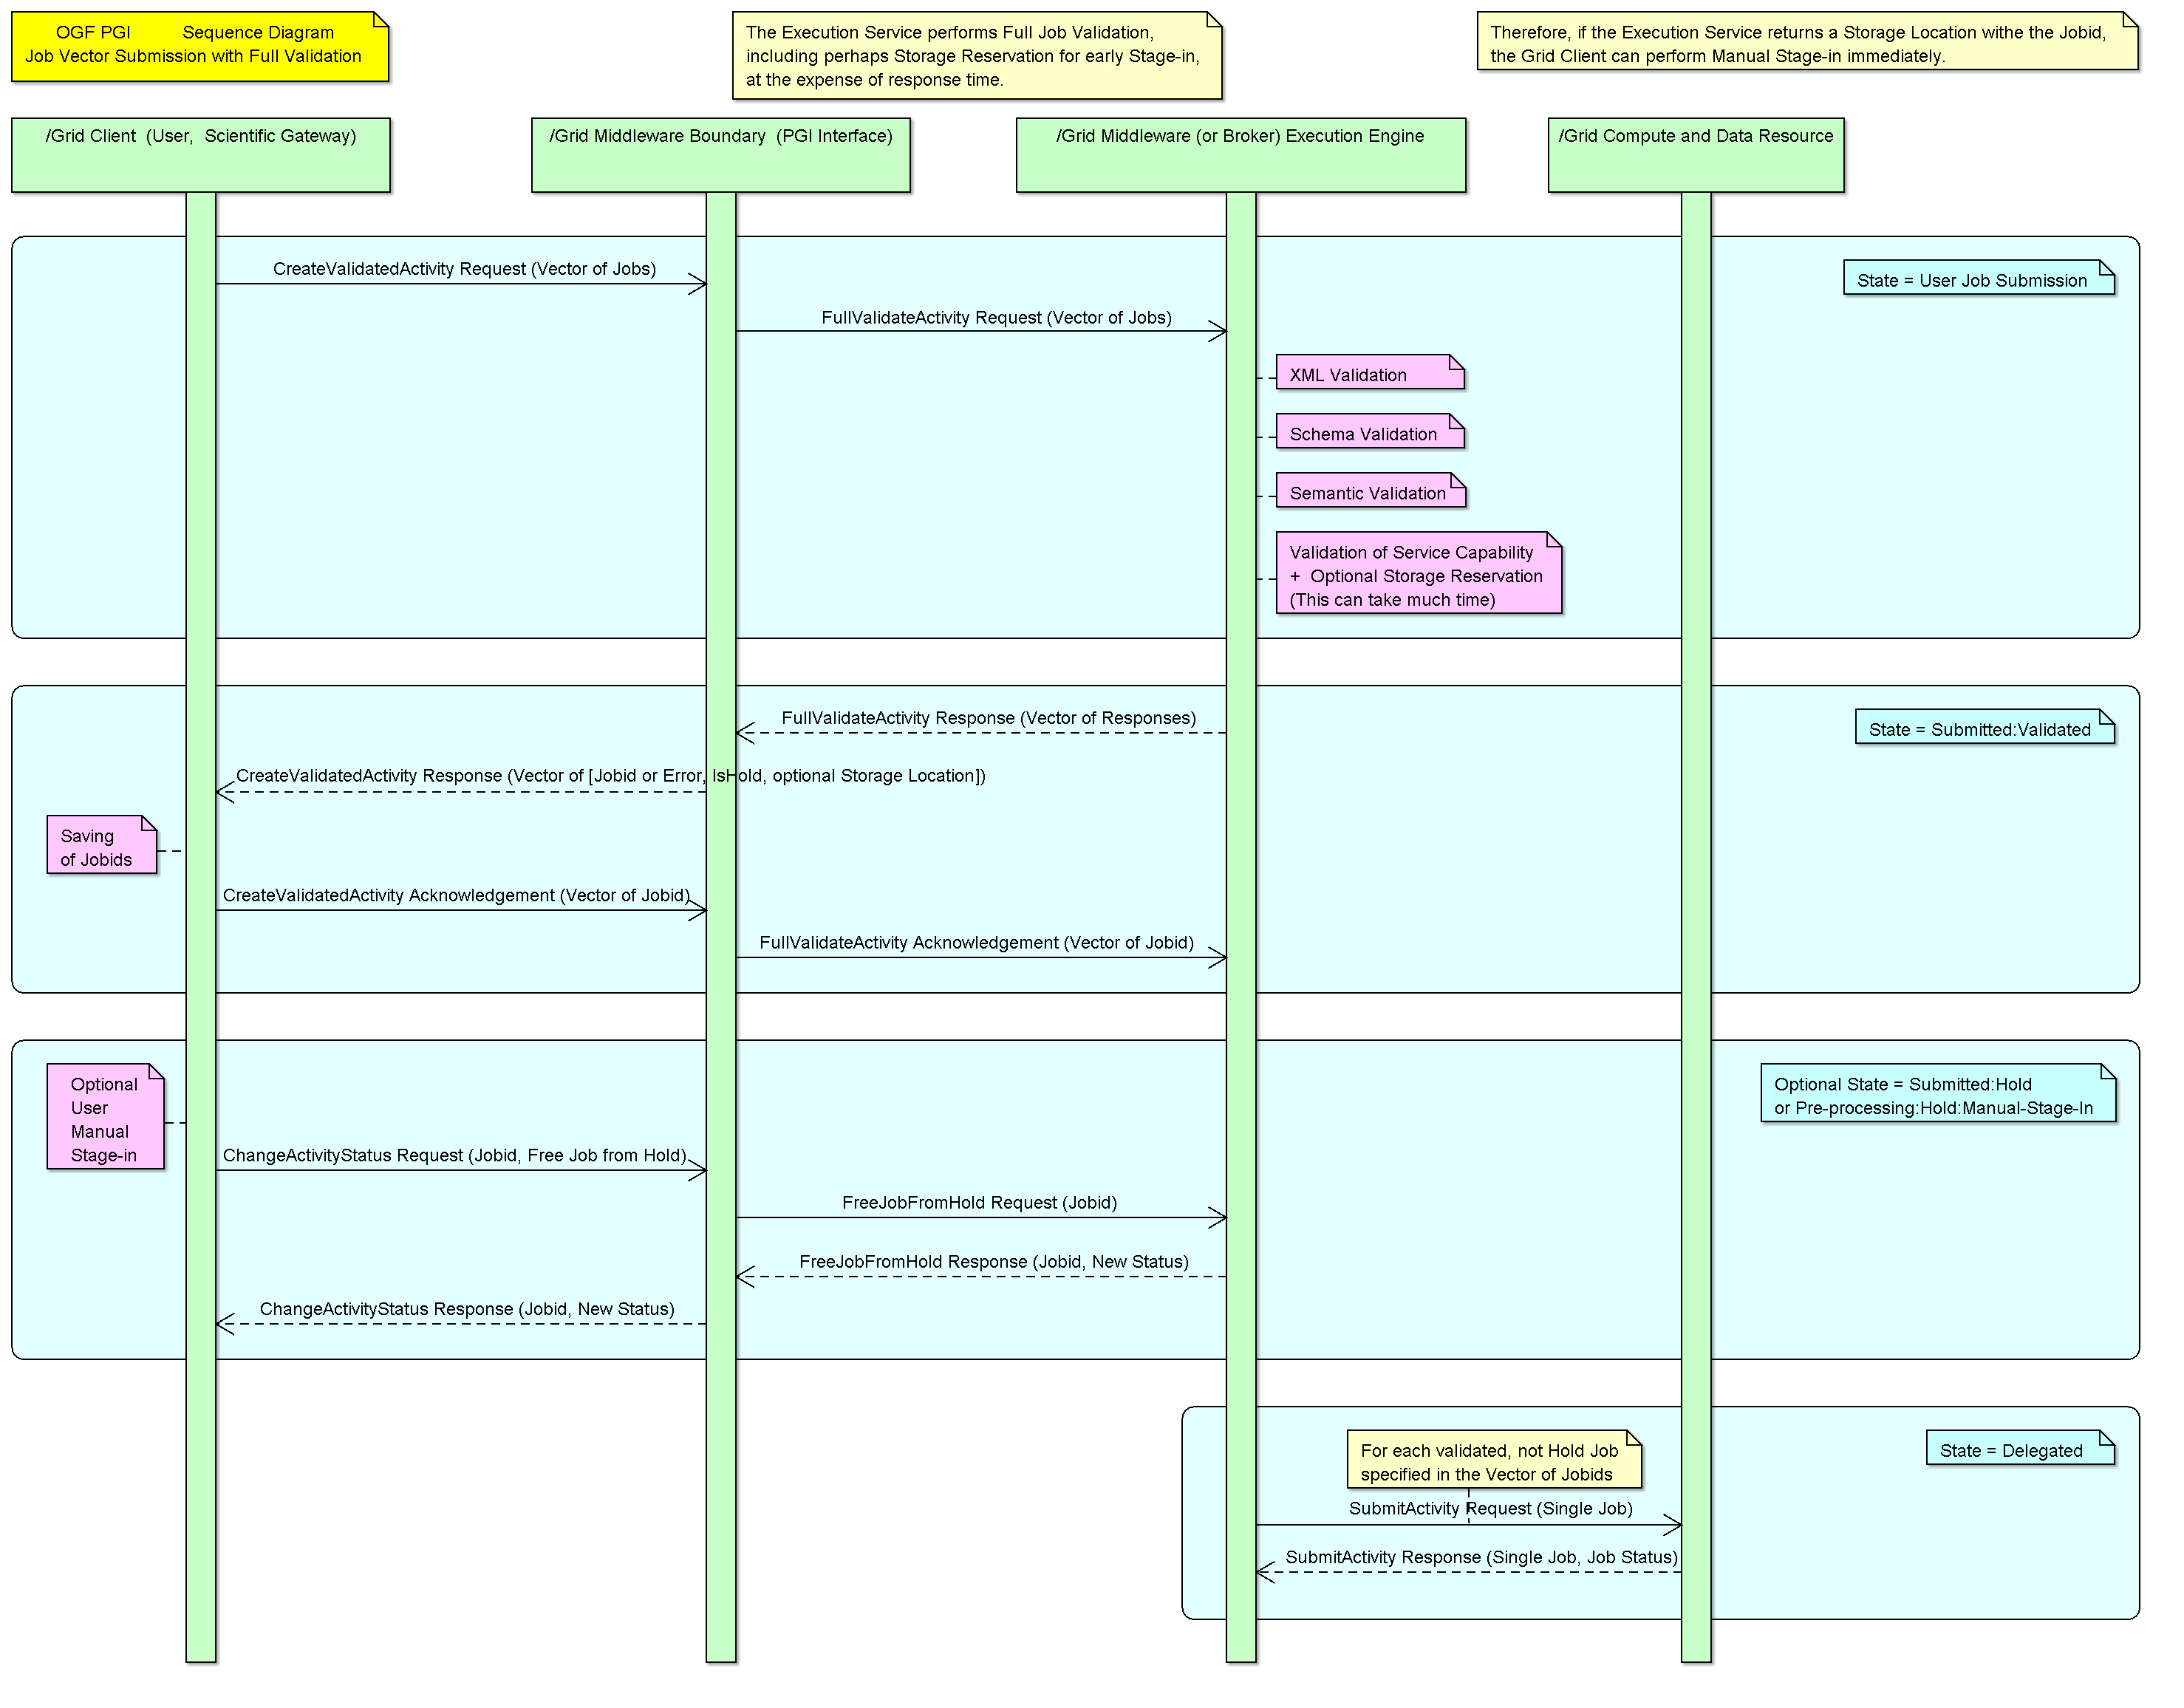 OGF PGI Sequence Diagram
Job Vector Submission with Full Validation
The Execution Service performs Full Job Validation,
including perhaps Storage Reservation for early Stage-in,
at the expense of response time.
Therefore, if the Execution Service returns a Storage Location withe the Jobid,
the Grid Client can perform Manual Stage-in immediately.
/Grid Client (User, Scientific Gateway)
/Grid Middleware Boundary (PGI Interface)
/Grid Middleware (or Broker) Execution Engine
/Grid Compute and Data Resource
CreateValidatedActivity Request (Vector of Jobs)
State = User Job Submission
FullValidateActivity Request (Vector of Jobs)
XML Validation
Schema Validation
Semantic Validation
Validation of Service Capability
+ Optional Storage Reservation
(This can take much time)
FullValidateActivity Response (Vector of Responses)
State = Submitted:Validated
CreateValidatedActivity Response (Vector of [Jobid or Error, IsHold, optional Storage Location])
Saving
of Jobids
CreateValidatedActivity Acknowledgement (Vector of Jobid)
FullValidateActivity Acknowledgement (Vector of Jobid)
Optional
User
Manual
Stage-in
Optional State = Submitted:Hold
or Pre-processing:Hold:Manual-Stage-In
ChangeActivityStatus Request (Jobid, Free Job from Hold)
FreeJobFromHold Request (Jobid)
FreeJobFromHold Response (Jobid, New Status)
ChangeActivityStatus Response (Jobid, New Status)
For each validated, not Hold Job
specified in the Vector of Jobids
State = Delegated
SubmitActivity Request (Single Job)
SubmitActivity Response (Single Job, Job Status)